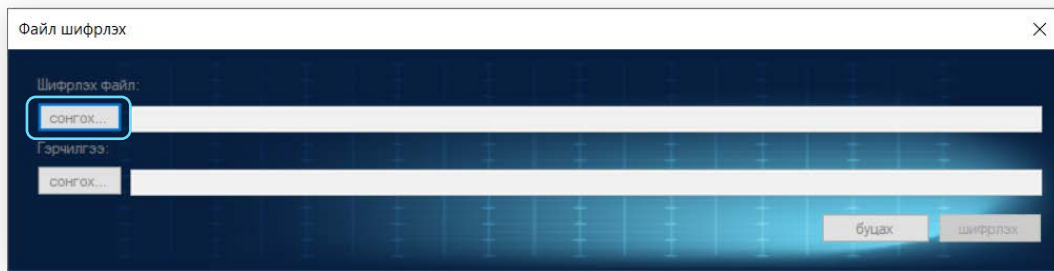 Файл шифрлэх
Шифрлэх файл:
сонгох...
Гэрчилгээ:
сонгох...
буцах шифрлэх